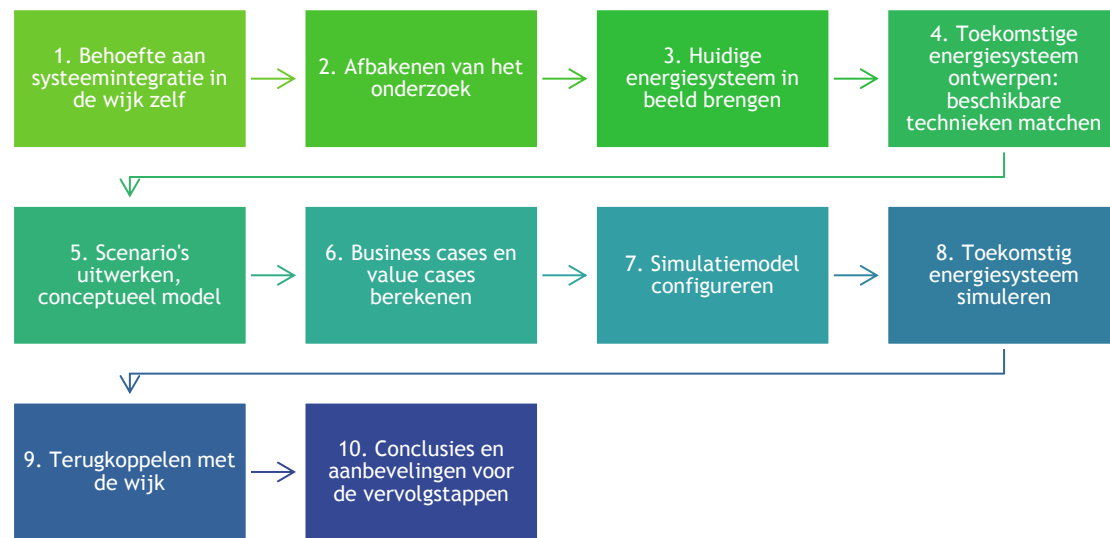 1. Behoefte aan
systeemintegratie in
de wijk zelf
2. Afbakenen van het
onderzoek
3. Huidige
energiesysteem in
beeld brengen
4. Toekomstige
energiesysteem
ontwerpen:
beschikbare
technieken matchen
5. Scenario's
uitwerken,
conceptueel model
6. Business cases en
value cases
berekenen
7. Simulatiemodel
configureren
8. Toekomstig
energiesysteem
simuleren
9. Terugkoppelen met
de wijk
10. Conclusies en
aanbevelingen voor
de vervolgstappen